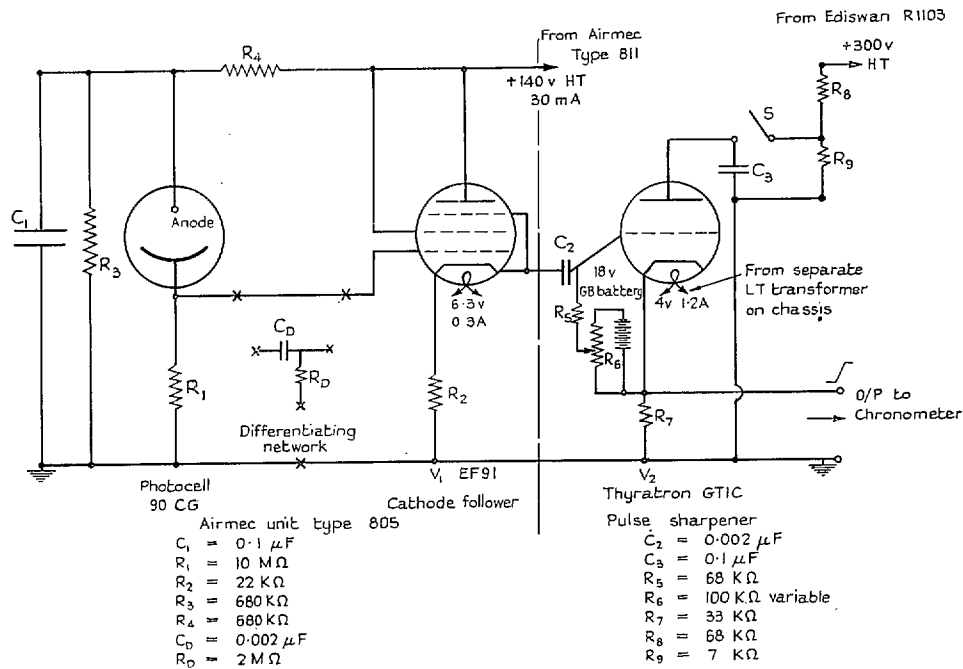 From Ediswan R1103
+300v
HT
From Airmec
Type 811
+140v HT
30mA
R4
R8
S
R9
C3
C1
R3
Anode
C2
18v
GB battery
6·3v
0·3A
4v 1·2A
From separate
LT transformer
on chassis
R5
R6
CD
RD
R1
R2
R7
O/P to
Chronometer
Differentiating
network
V1 EF91
V2
Photocell
90 CG
Cathode follower
Thyratron GT1C
Airmec unit type 805
C1 = 0·1 μF
R1 = 10 MΩ
R2 = 22 KΩ
R3 = 680 KΩ
R4 = 680 KΩ
CD = 0·002 μF
RD = 2 MΩ
Pulse sharpener
C2 = 0·002 μF
C3 = 0·1 μF
R5 = 68 KΩ
R6 = 100 KΩ variable
R7 = 33 KΩ
R8 = 68 KΩ
R9 = 7 KΩ